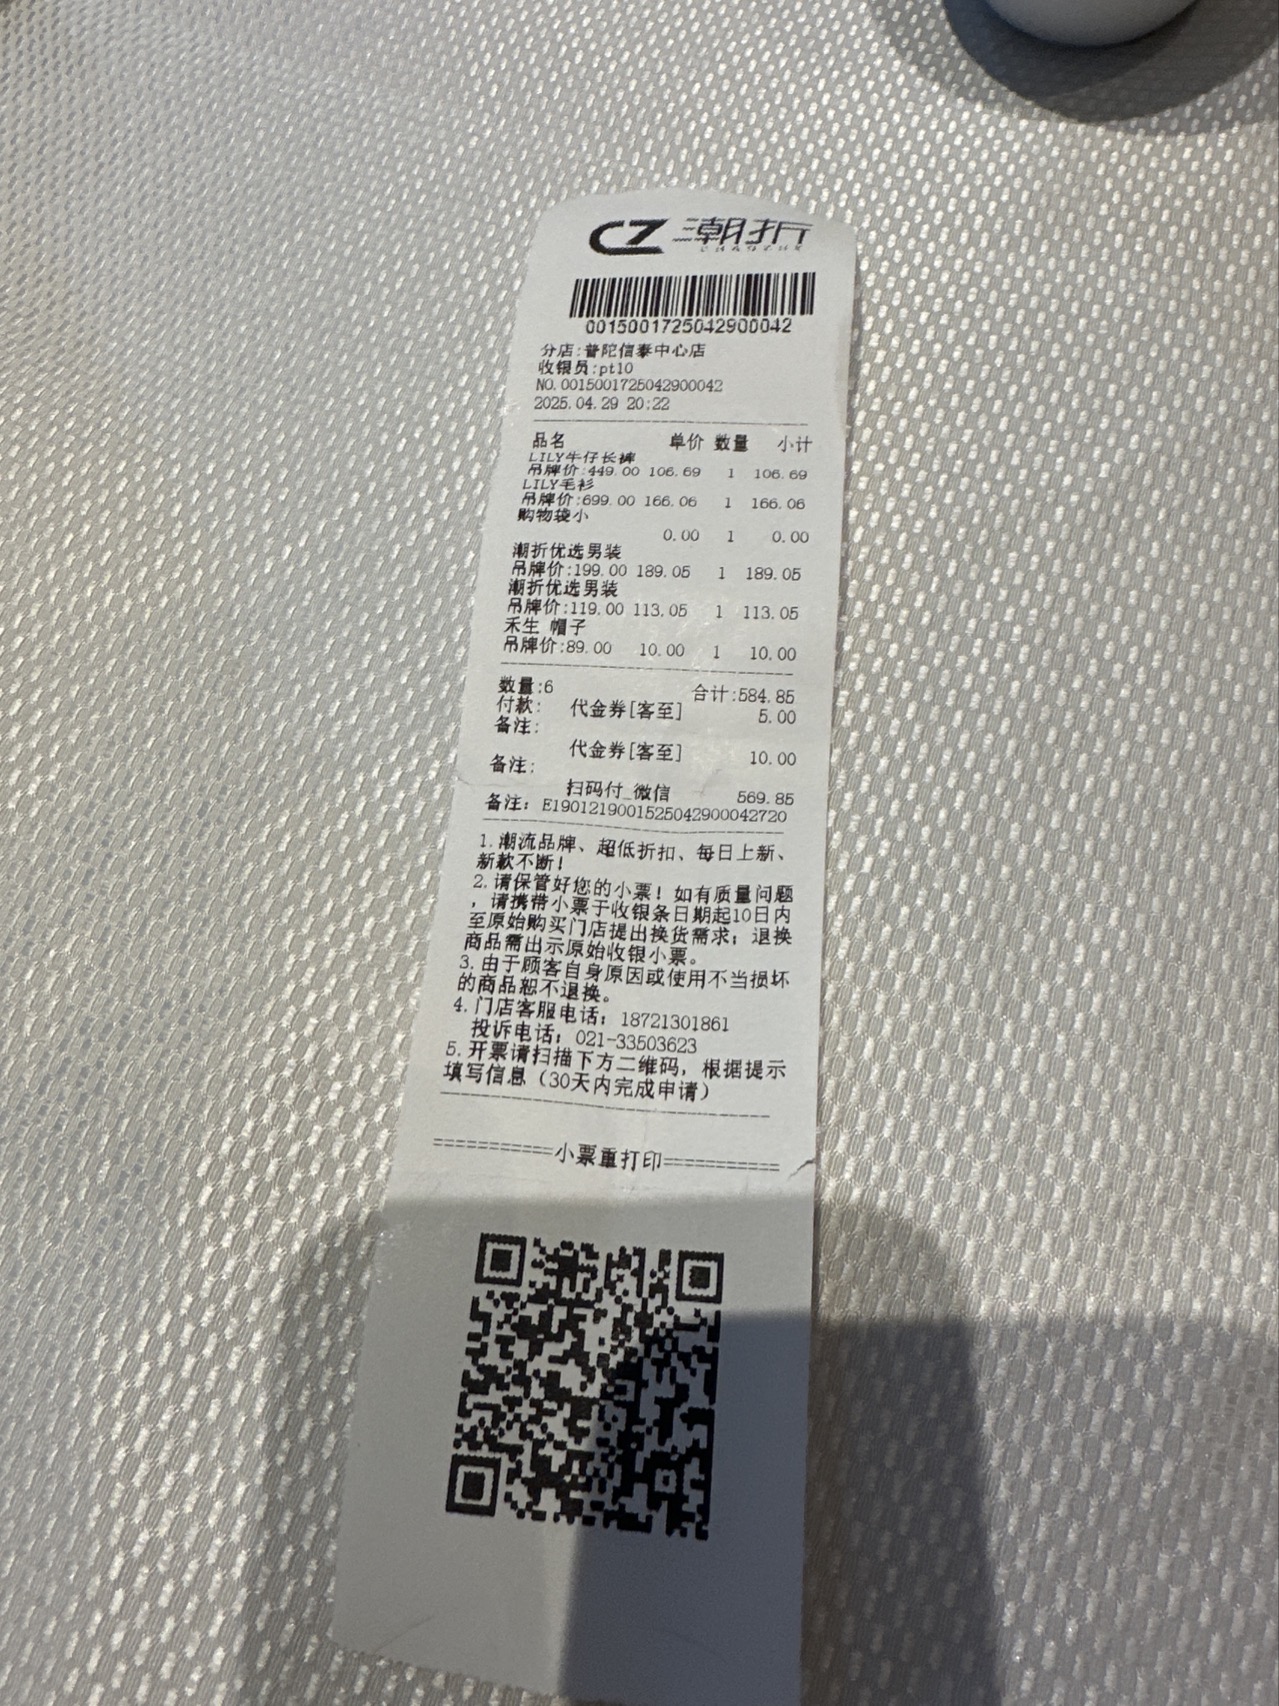 CZ 潮折
0015001725042900042
分店:普陀信泰中心店
收银员:pt10
NO.0015001725042900042
2025.04.29 20:22
品名 单价 数量 小计
LILY牛仔长裤
吊牌价:449.00 106.69 1 106.69
LILY毛衫
吊牌价:699.00 166.06 1 166.06
购物袋小
0.00 1 0.00
潮折优选男装
吊牌价:199.00 189.05 1 189.05
潮折优选男装
吊牌价:119.00 113.05 1 113.05
禾生 帽子
吊牌价:89.00 10.00 1 10.00
数量:6 合计:584.85
付款: 代金券[客至] 5.00
备注:
代金券[客至] 10.00
备注:
扫码付_微信 569.85
备注: E1901219001525042900042720
1.潮流品牌、超低折扣、每日上新、
新款不断!
2.请保管好您的小票!如有质量问题
,请携带小票于收银条日期起10日内
至原始购买门店提出换货需求;退换
商品需出示原始收银小票。
3.由于顾客自身原因或使用不当损坏
的商品恕不退换。
4.门店客服电话:18721301861
投诉电话:021-33503623
5.开票请扫描下方二维码,根据提示
填写信息(30天内完成申请)
==========小票重打印==========